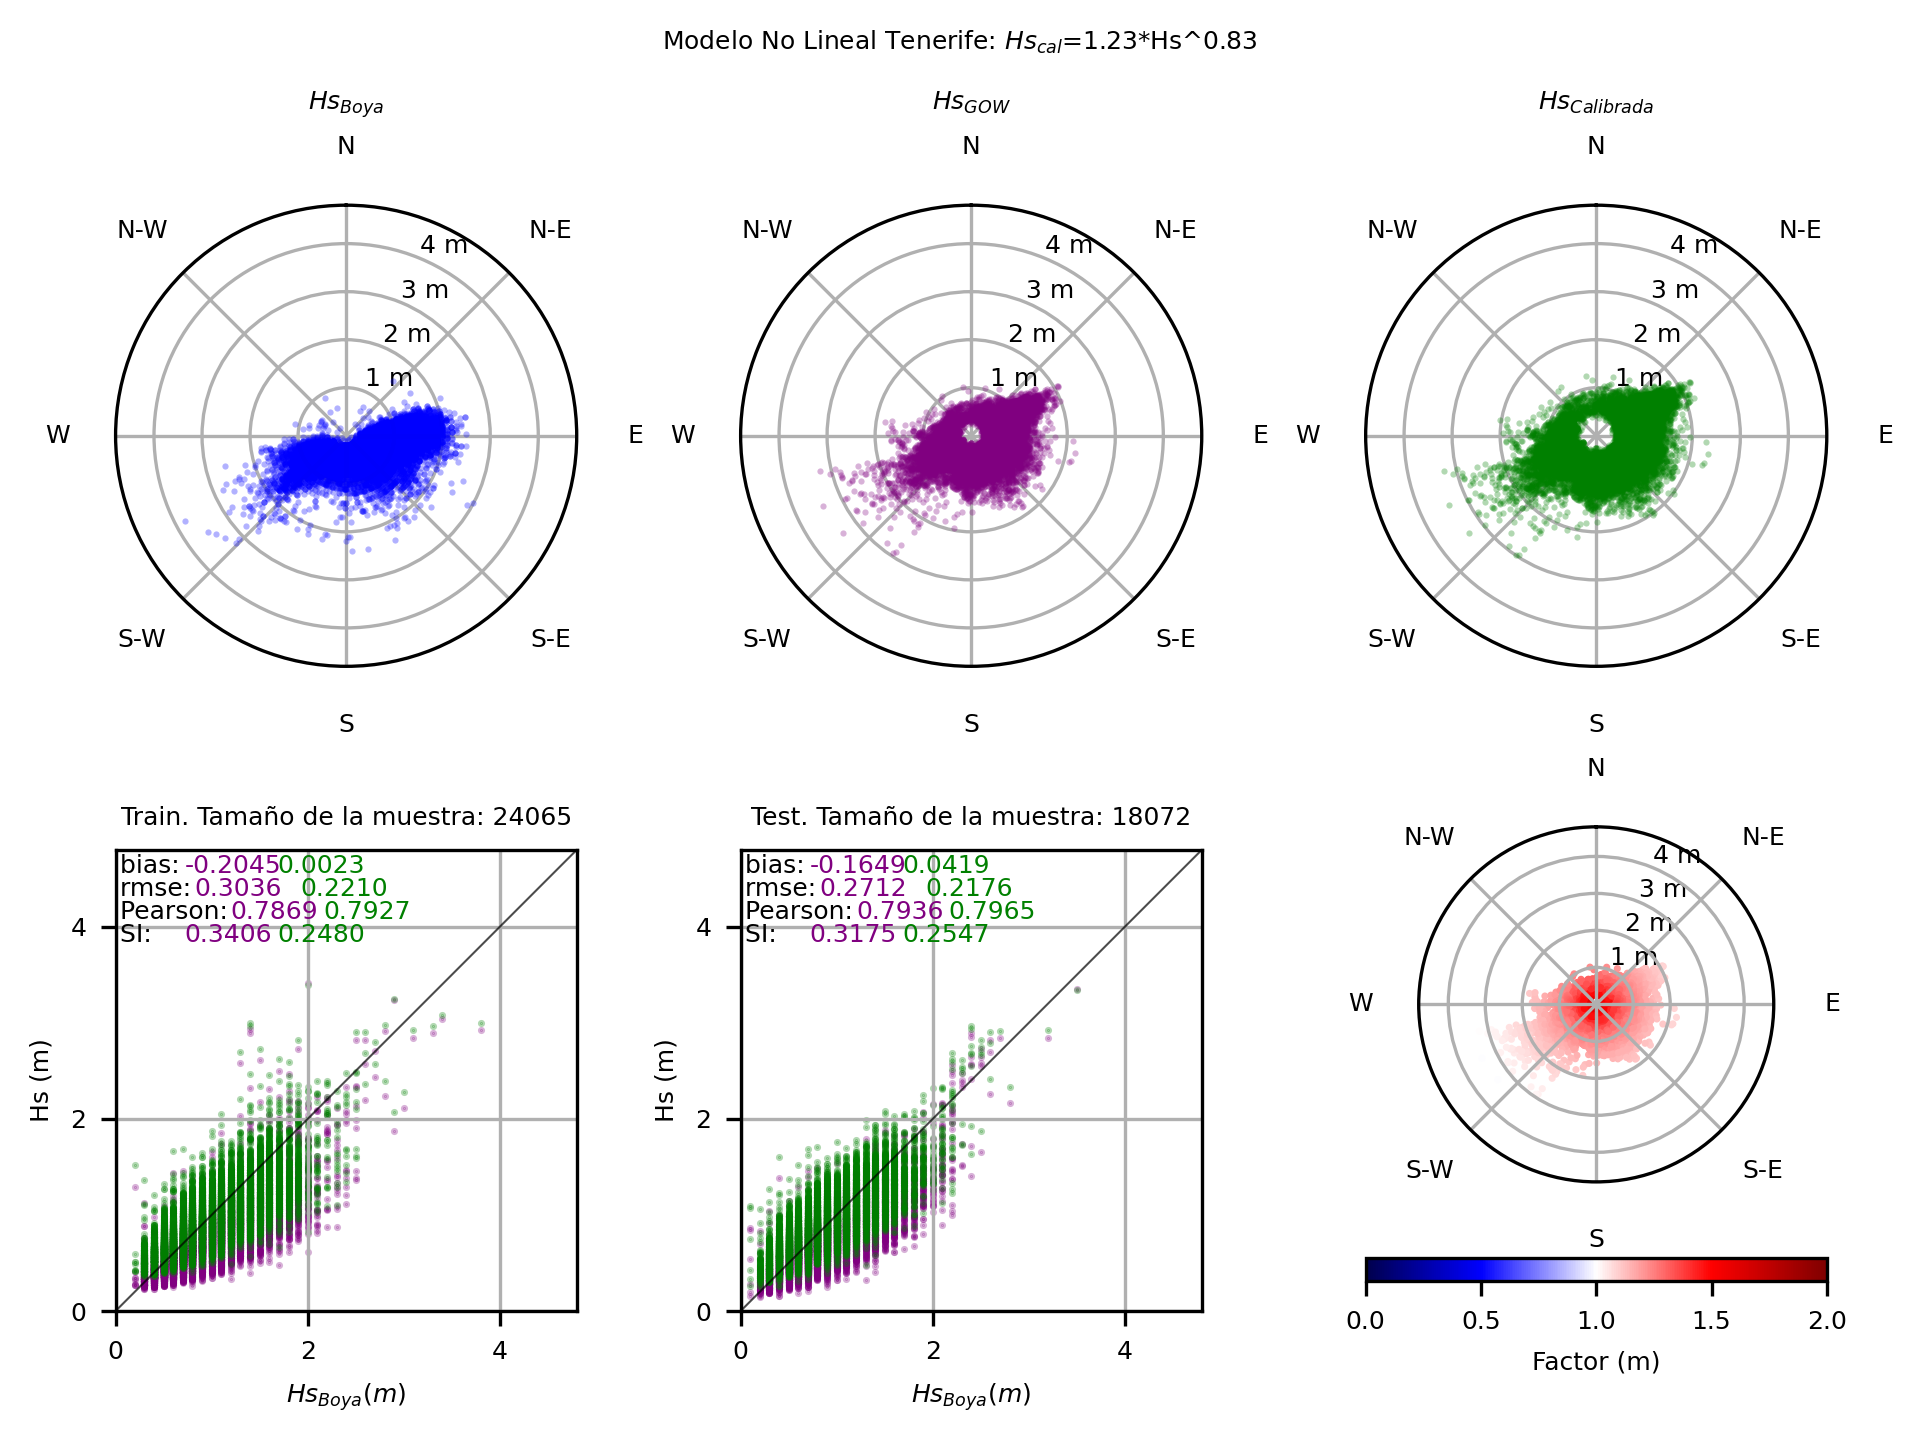 Modelo No Lineal Tenerife: Hs_cal=1.23*Hs^0.83
Hs_Boya
N
N-W
N-E
4 m
3 m
2 m
1 m
W
E
S-W
S-E
S
Hs_GOW
N
N-W
N-E
4 m
3 m
2 m
1 m
W
E
S-W
S-E
S
Hs_Calibrada
N
N-W
N-E
4 m
3 m
2 m
1 m
W
E
S-W
S-E
S
Train. Tamaño de la muestra: 24065
bias: -0.2045 0.0023
rmse: 0.3036 0.2210
Pearson: 0.7869 0.7927
SI: 0.3406 0.2480
4
2
0
Hs (m)
0 2 4
Hs_Boya(m)
Test. Tamaño de la muestra: 18072
bias: -0.1649 0.0419
rmse: 0.2712 0.2176
Pearson: 0.7936 0.7965
SI: 0.3175 0.2547
4
2
0
Hs (m)
0 2 4
Hs_Boya(m)
N
N-W
N-E
4 m
3 m
2 m
1 m
W
E
S-W
S-E
S
0.0 0.5 1.0 1.5 2.0
Factor (m)